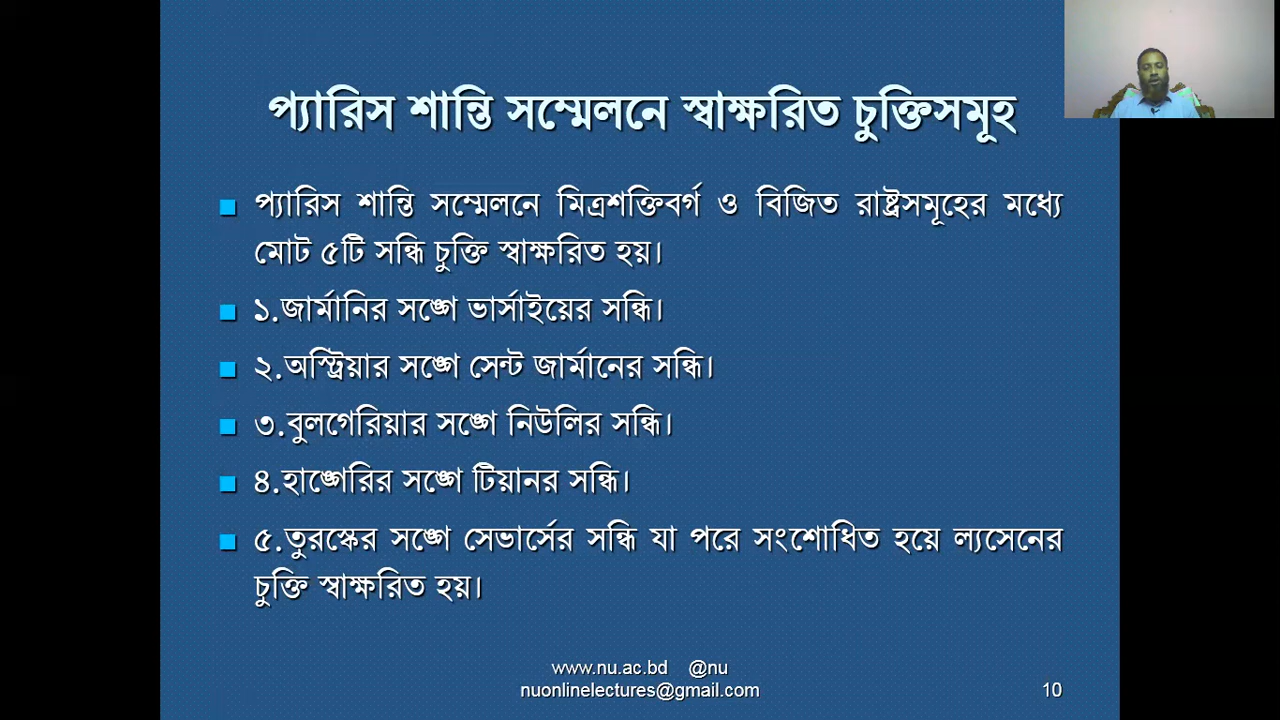 প্যারিস শান্তি সম্মেলনে স্বাক্ষরিত চুক্তিসমূহ
প্যারিস শান্তি সম্মেলনে মিত্রশক্তিবর্গ ও বিজিত রাষ্ট্রসমূহের মধ্যে
মোট ৫টি সন্ধি চুক্তি স্বাক্ষরিত হয়।
১.জার্মানির সঙ্গে ভার্সাইয়ের সন্ধি।
২.অস্ট্রিয়ার সঙ্গে সেন্ট জার্মানের সন্ধি।
৩.বুলগেরিয়ার সঙ্গে নিউলির সন্ধি।
৪.হাঙ্গেরির সঙ্গে টিয়ানর সন্ধি।
৫.তুরস্কের সঙ্গে সেভার্সের সন্ধি যা পরে সংশোধিত হয়ে ল্যসেনের
চুক্তি স্বাক্ষরিত হয়।
www.nu.ac.bd @nu
nuonlinelectures@gmail.com
10